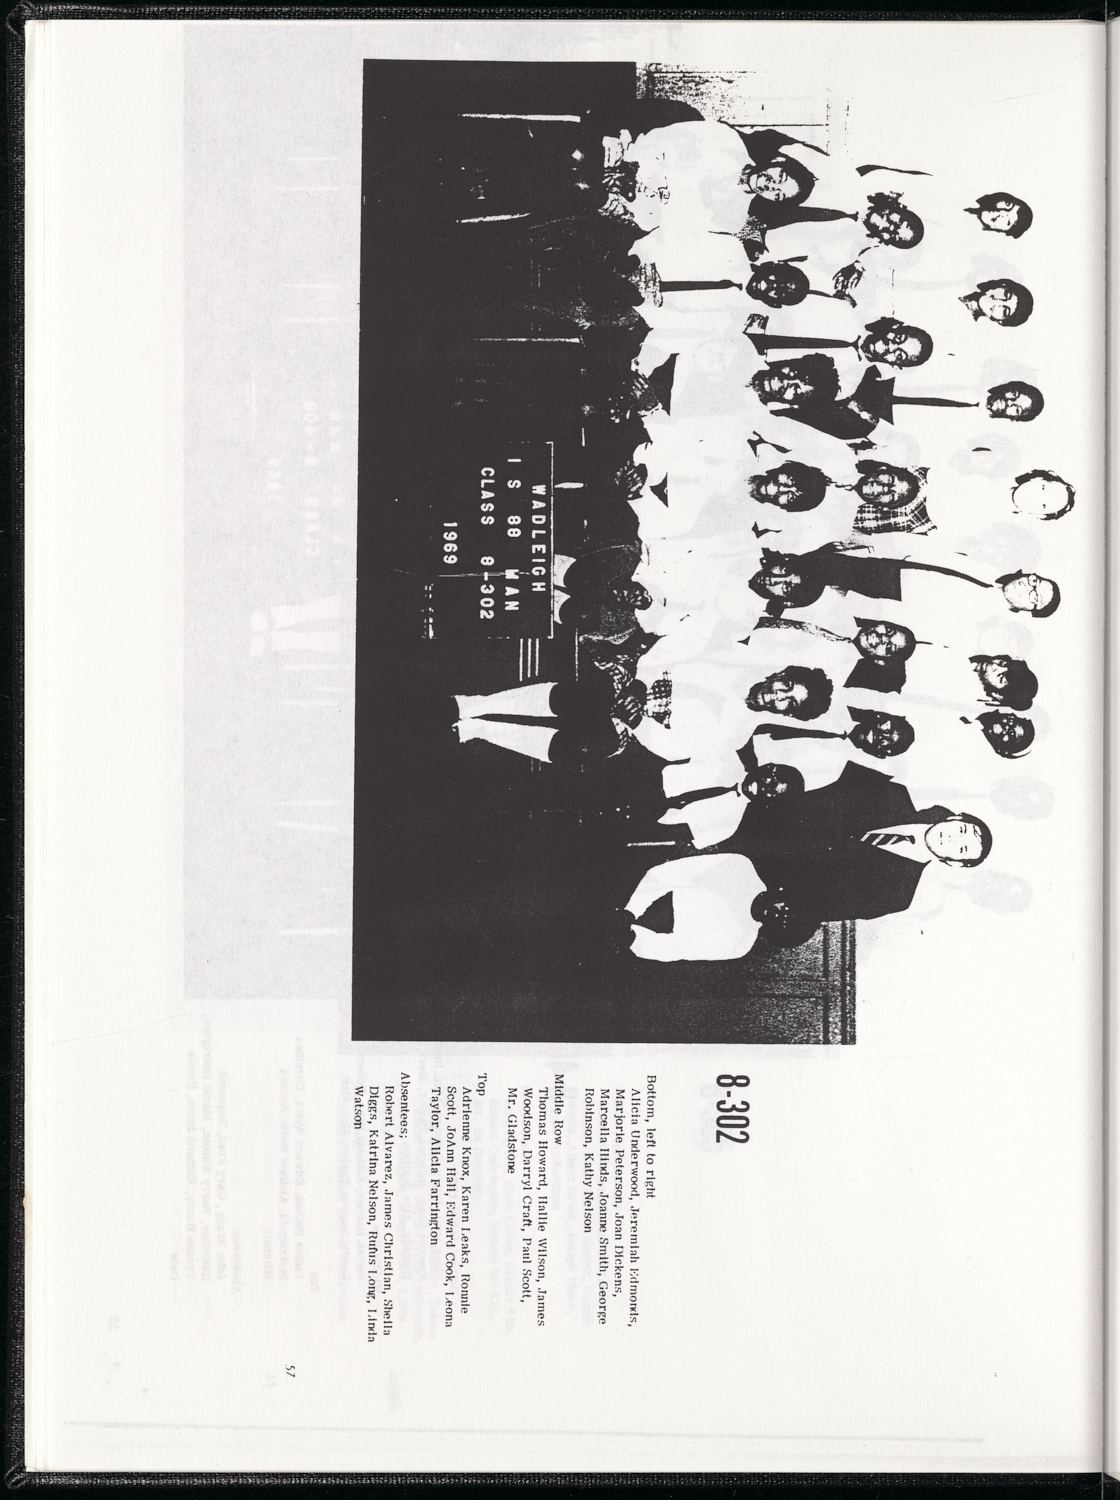 WADLEIGH
I S 88 MAN
CLASS 8-302
1969
8-302
Bottom, left to right
Alicia Underwood, Jeremiah Edmonds,
Marjorie Peterson, Joan Dickens,
Marcella Hinds, Joanne Smith, George
Robinson, Kathy Nelson
Middle Row
Thomas Howard, Hallie Wilson, James
Woodson, Darryl Craft, Paul Scott,
Mr. Gladstone
Top
Adrienne Knox, Karen Leaks, Ronnie
Scott, JoAnn Hall, Edward Cook, Leona
Taylor, Alicia Farrington
Absentees;
Robert Alvarez, James Christian, Sheila
Diggs, Katrina Nelson, Rufus Long, Linda
Watson
57